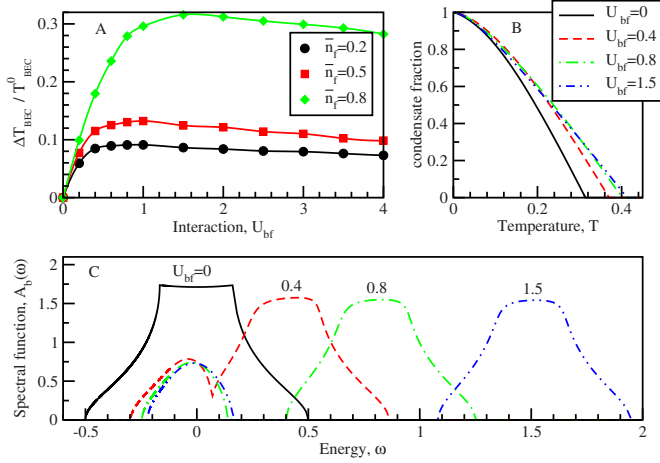 A
ΔT_BEC / T^0_BEC
0.3
0.2
0.1
0
n̅_f=0.2
n̅_f=0.5
n̅_f=0.8
0 1 2 3 4
Interaction, U_bf
B
condensate fraction
1
0.8
0.6
0.4
0.2
0
0 0.2 0.4
Temperature, T
U_bf=0
U_bf=0.4
U_bf=0.8
U_bf=1.5
C
Spectral function, A_b(ω)
2
1.5
1
0.5
0
U_bf=0
0.4
0.8
1.5
-0.5 0 0.5 1 1.5 2
Energy, ω